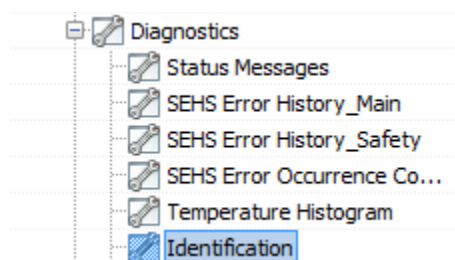 Diagnostics
Status Messages
SEHS Error History_Main
SEHS Error History_Safety
SEHS Error Occurrence Co...
Temperature Histogram
Identification